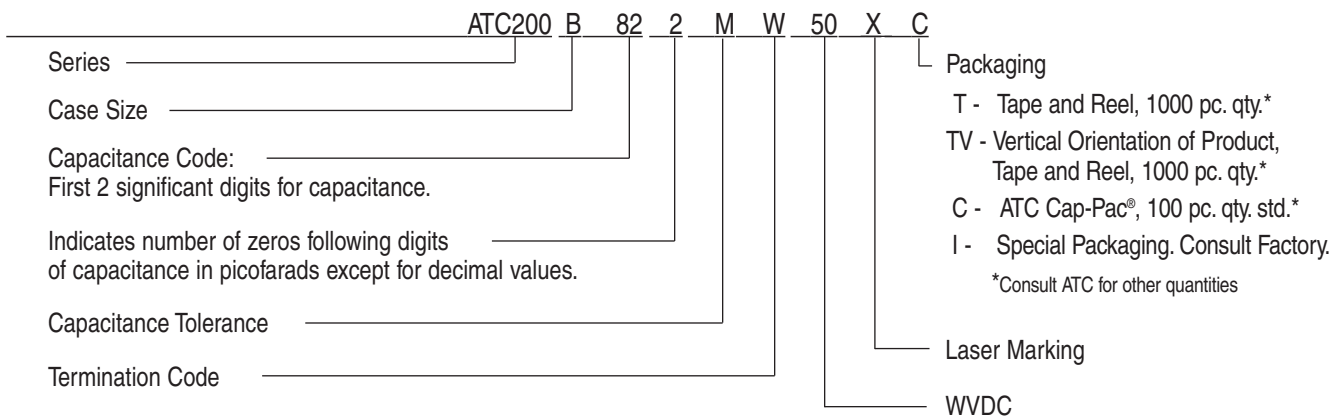 ATC200 B 82 2 M W 50 X C
Series
Case Size
Capacitance Code:
First 2 significant digits for capacitance.
Indicates number of zeros following digits
of capacitance in picofarads except for decimal values.
Capacitance Tolerance
Termination Code
Packaging
T - Tape and Reel, 1000 pc. qty.*
TV - Vertical Orientation of Product,
Tape and Reel, 1000 pc. qty.*
C - ATC Cap-Pac®, 100 pc. qty. std.*
I - Special Packaging. Consult Factory.
*Consult ATC for other quantities
Laser Marking
WVDC